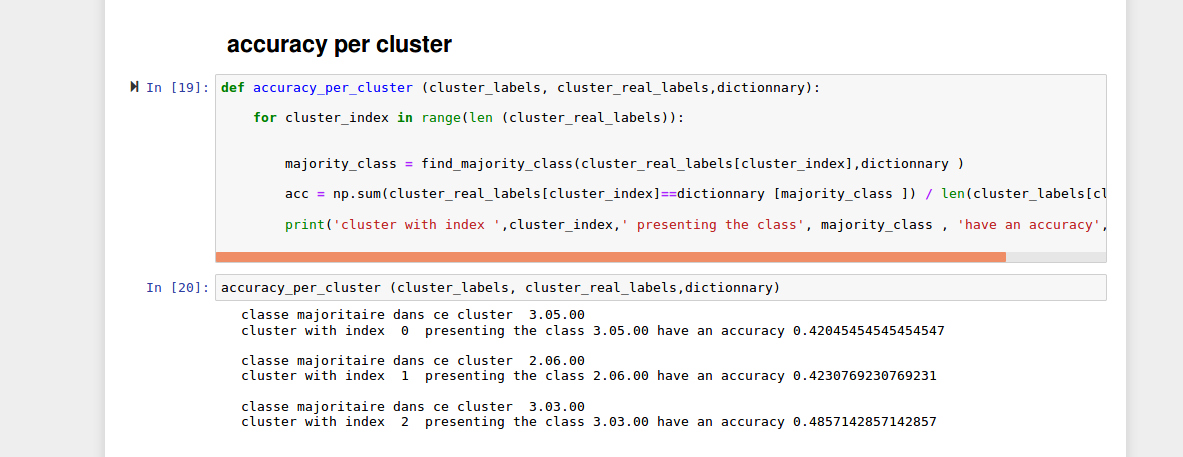 accuracy per cluster
In [19]:
def accuracy_per_cluster (cluster_labels, cluster_real_labels,dictionnary):
for cluster_index in range(len (cluster_real_labels)):
majority_class = find_majority_class(cluster_real_labels[cluster_index],dictionnary )
acc = np.sum(cluster_real_labels[cluster_index]==dictionnary [majority_class ]) / len(cluster_labels[cl
print('cluster with index ',cluster_index,' presenting the class', majority_class , 'have an accuracy',
In [20]:
accuracy_per_cluster (cluster_labels, cluster_real_labels,dictionnary)
classe majoritaire dans ce cluster  3.05.00
cluster with index  0  presenting the class 3.05.00 have an accuracy 0.42045454545454547
classe majoritaire dans ce cluster  2.06.00
cluster with index  1  presenting the class 2.06.00 have an accuracy 0.4230769230769231
classe majoritaire dans ce cluster  3.03.00
cluster with index  2  presenting the class 3.03.00 have an accuracy 0.4857142857142857